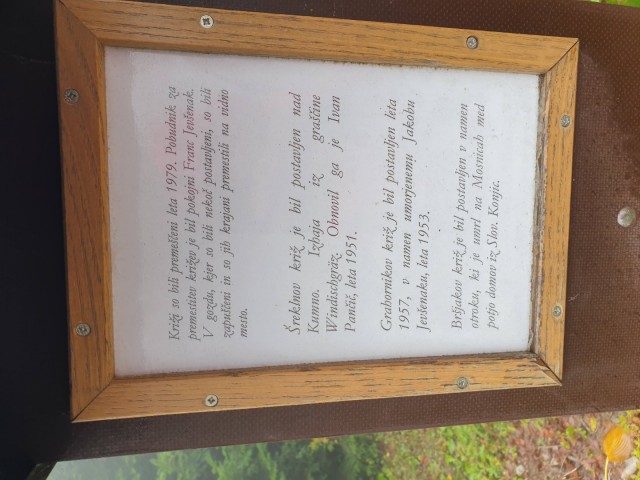 Križi so bili premeščeni leta 1979. Pobudnik za
premestitev križev je bil pokojni Franc Jevšenak.
V gozdu, kjer so bili nekoč postavljeni, so bili
zapuščeni in so jih krajani premestili na vidno
mesto.
Šreklnov križ je bil postavljen nad
Kumno. Izhaja iz graščine
Windischgräz. Obnovil ga je Ivan
Pančič, leta 1951.
Grabornikov križ je bil postavljen leta
1957, v namen umorjenemu Jakobu
Jevšenaku, leta 1953.
Bršjakov križ je bil postavljen v namen
otroku, ki je umrl na Mosnicah med
potjo domov iz Slov. Konjic.